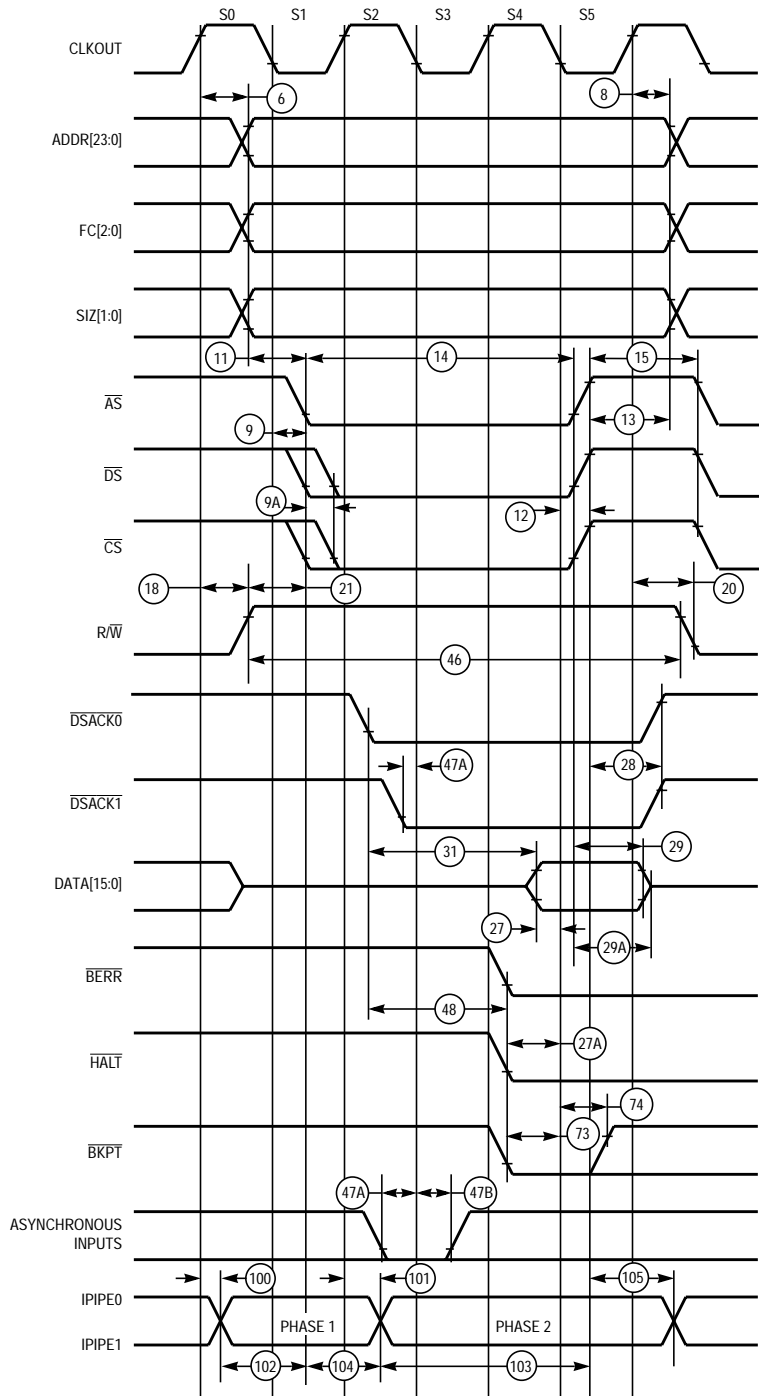 S0 S1 S2 S3 S4 S5
CLKOUT
6 8
ADDR[23:0]
FC[2:0]
SIZ[1:0]
11 14 15
AS
13
9
DS
9A 12
CS
18 21 20
R/W
46
DSACK0
47A 28
DSACK1
31 29
DATA[15:0]
27 29A
BERR
48
27A
HALT
74
73
BKPT
47A 47B
ASYNCHRONOUS
INPUTS
100 101 105
IPIPE0
PHASE 1 PHASE 2
IPIPE1
102 104 103